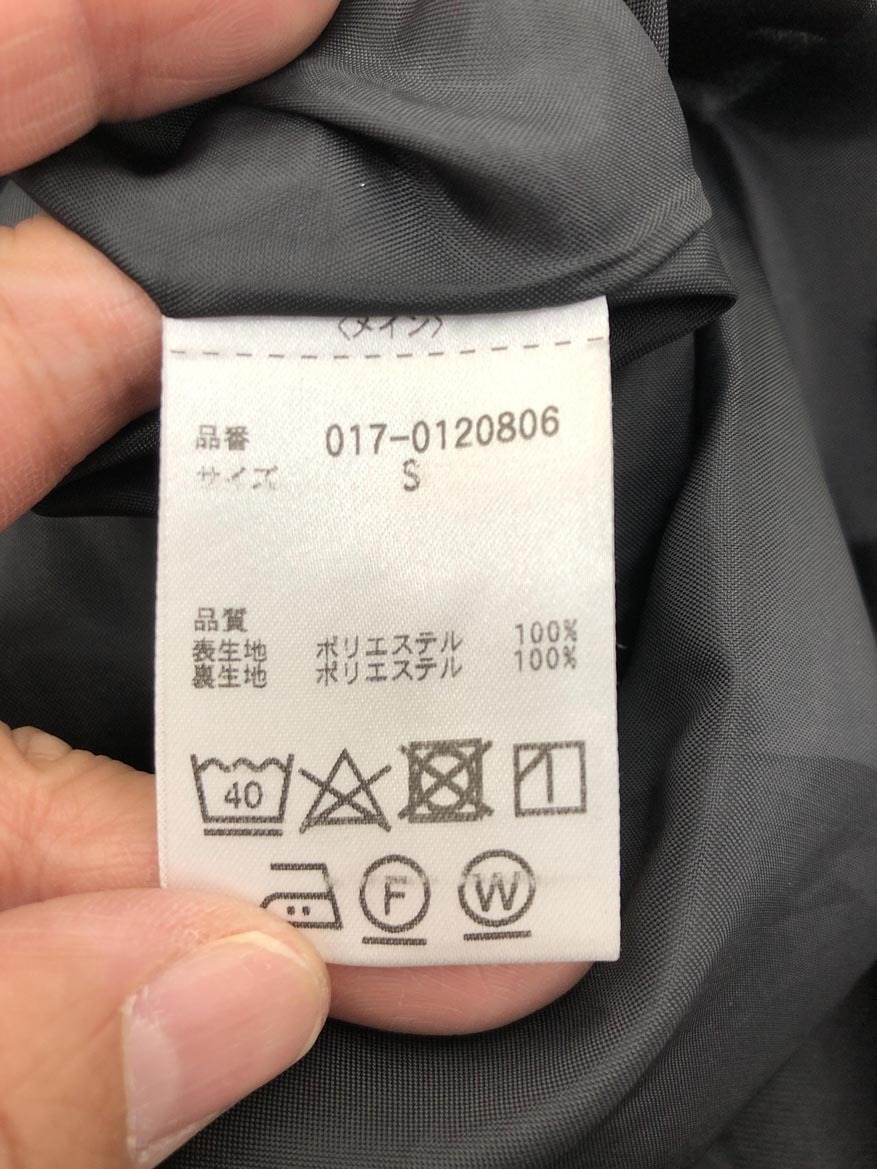 〈メイン〉
品番 017-0120806
サイズ S
品質
表生地 ポリエステル 100%
裏生地 ポリエステル 100%
40
F W